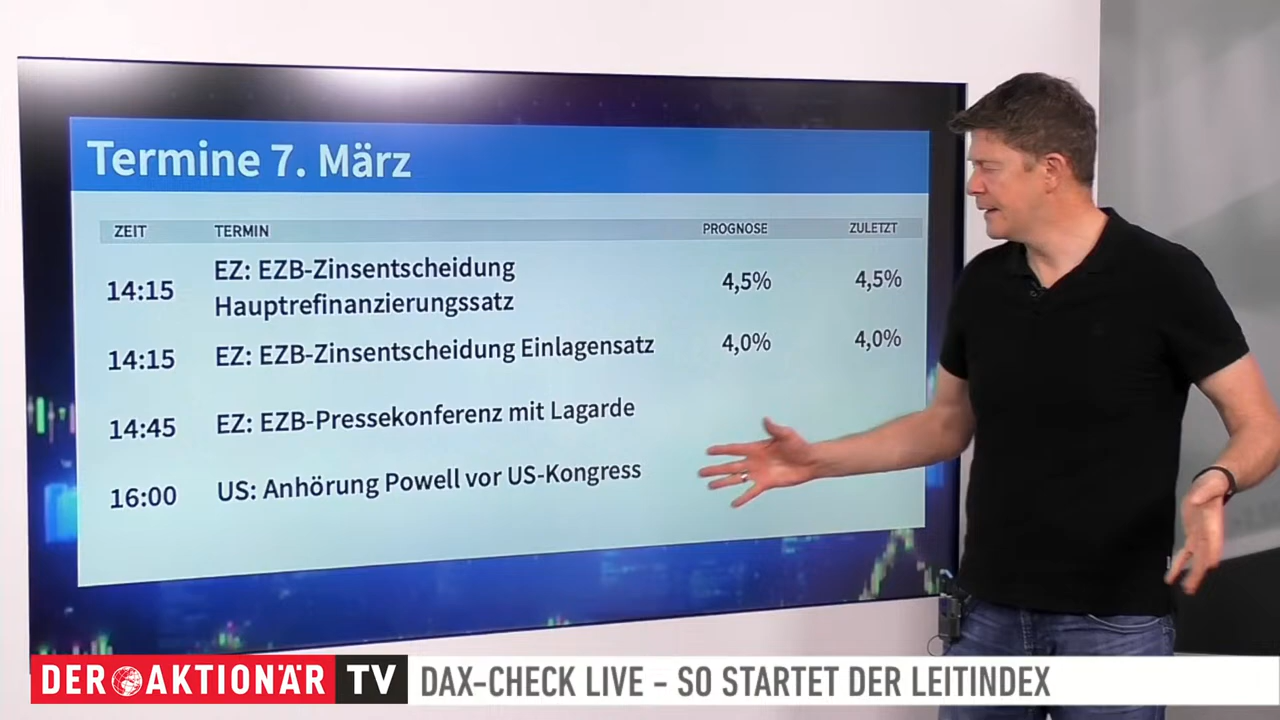 Termine 7. März
ZEIT TERMIN PROGNOSE ZULETZT
14:15 EZ: EZB-Zinsentscheidung Hauptrefinanzierungssatz 4,5% 4,5%
14:15 EZ: EZB-Zinsentscheidung Einlagensatz 4,0% 4,0%
14:45 EZ: EZB-Pressekonferenz mit Lagarde
16:00 US: Anhörung Powell vor US-Kongress
DER AKTIONÄR TV DAX-CHECK LIVE – SO STARTET DER LEITINDEX